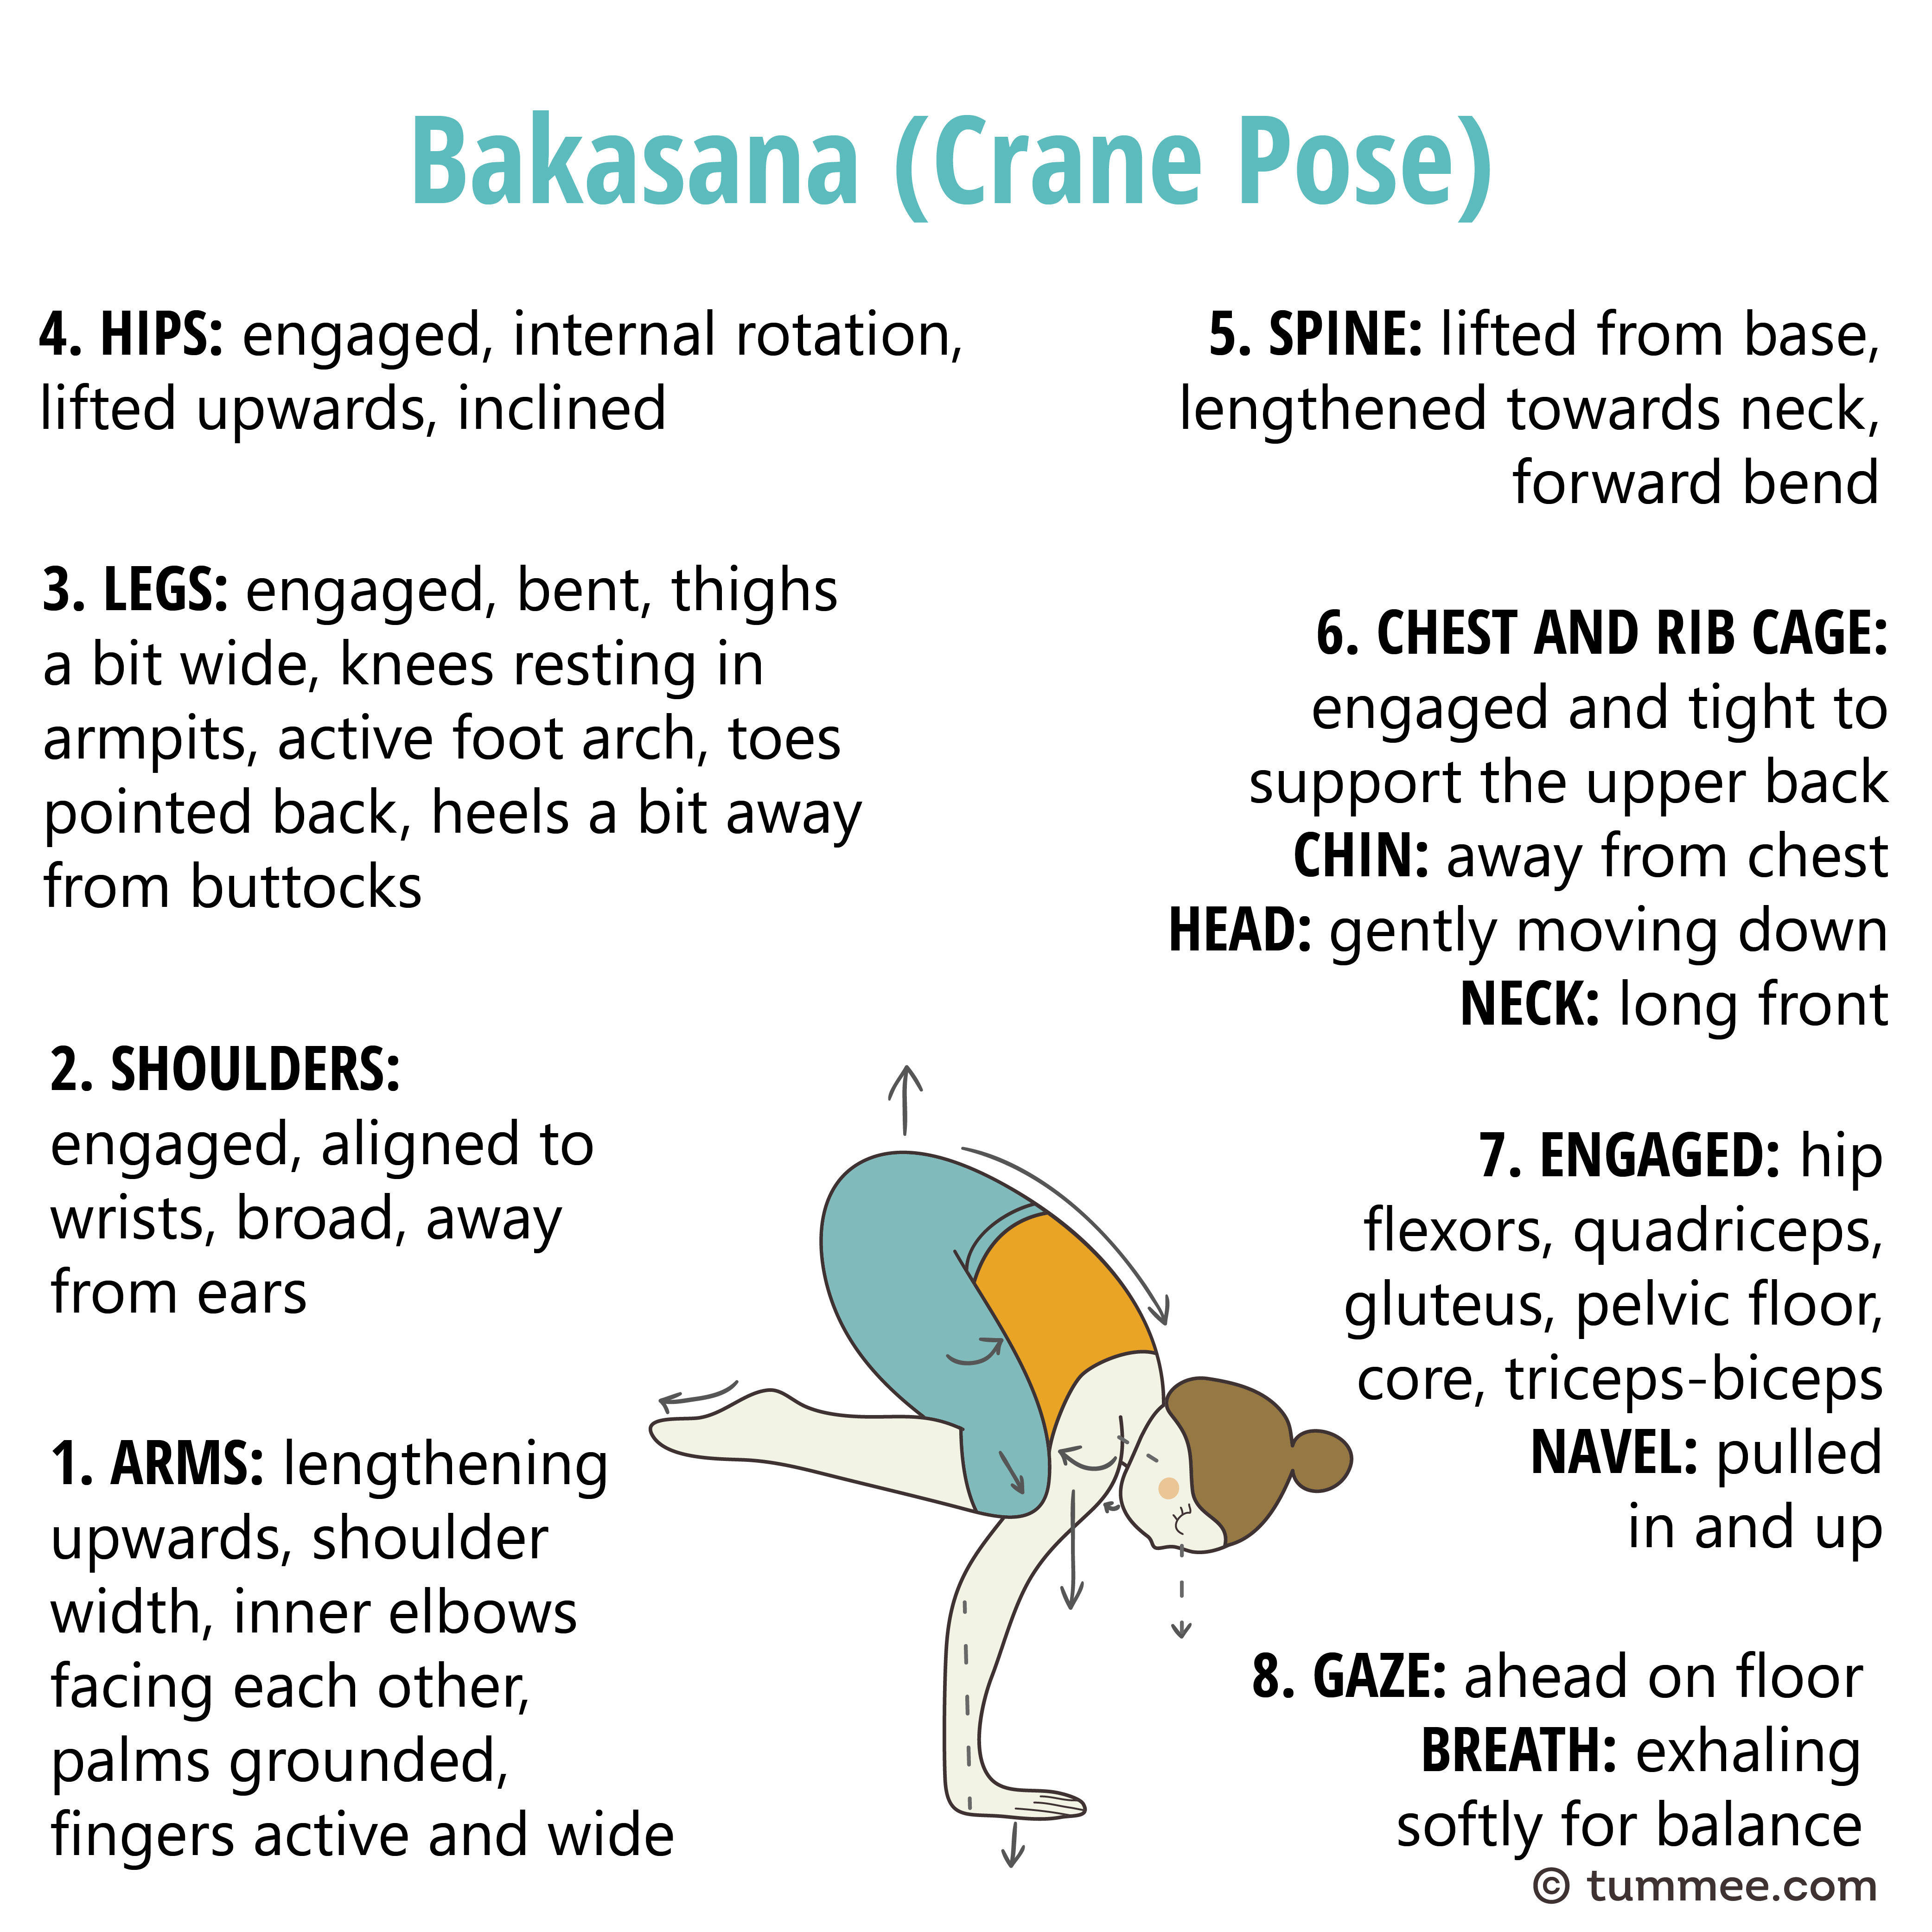 Bakasana (Crane Pose)
4. HIPS: engaged, internal rotation,
lifted upwards, inclined
3. LEGS: engaged, bent, thighs
a bit wide, knees resting in
armpits, active foot arch, toes
pointed back, heels a bit away
from buttocks
2. SHOULDERS:
engaged, aligned to
wrists, broad, away
from ears
1. ARMS: lengthening
upwards, shoulder
width, inner elbows
facing each other,
palms grounded,
fingers active and wide
5. SPINE: lifted from base,
lengthened towards neck,
forward bend
6. CHEST AND RIB CAGE:
engaged and tight to
support the upper back
CHIN: away from chest
HEAD: gently moving down
NECK: long front
7. ENGAGED: hip
flexors, quadriceps,
gluteus, pelvic floor,
core, triceps-biceps
NAVEL: pulled
in and up
8. GAZE: ahead on floor
BREATH: exhaling
softly for balance
© tummee.com